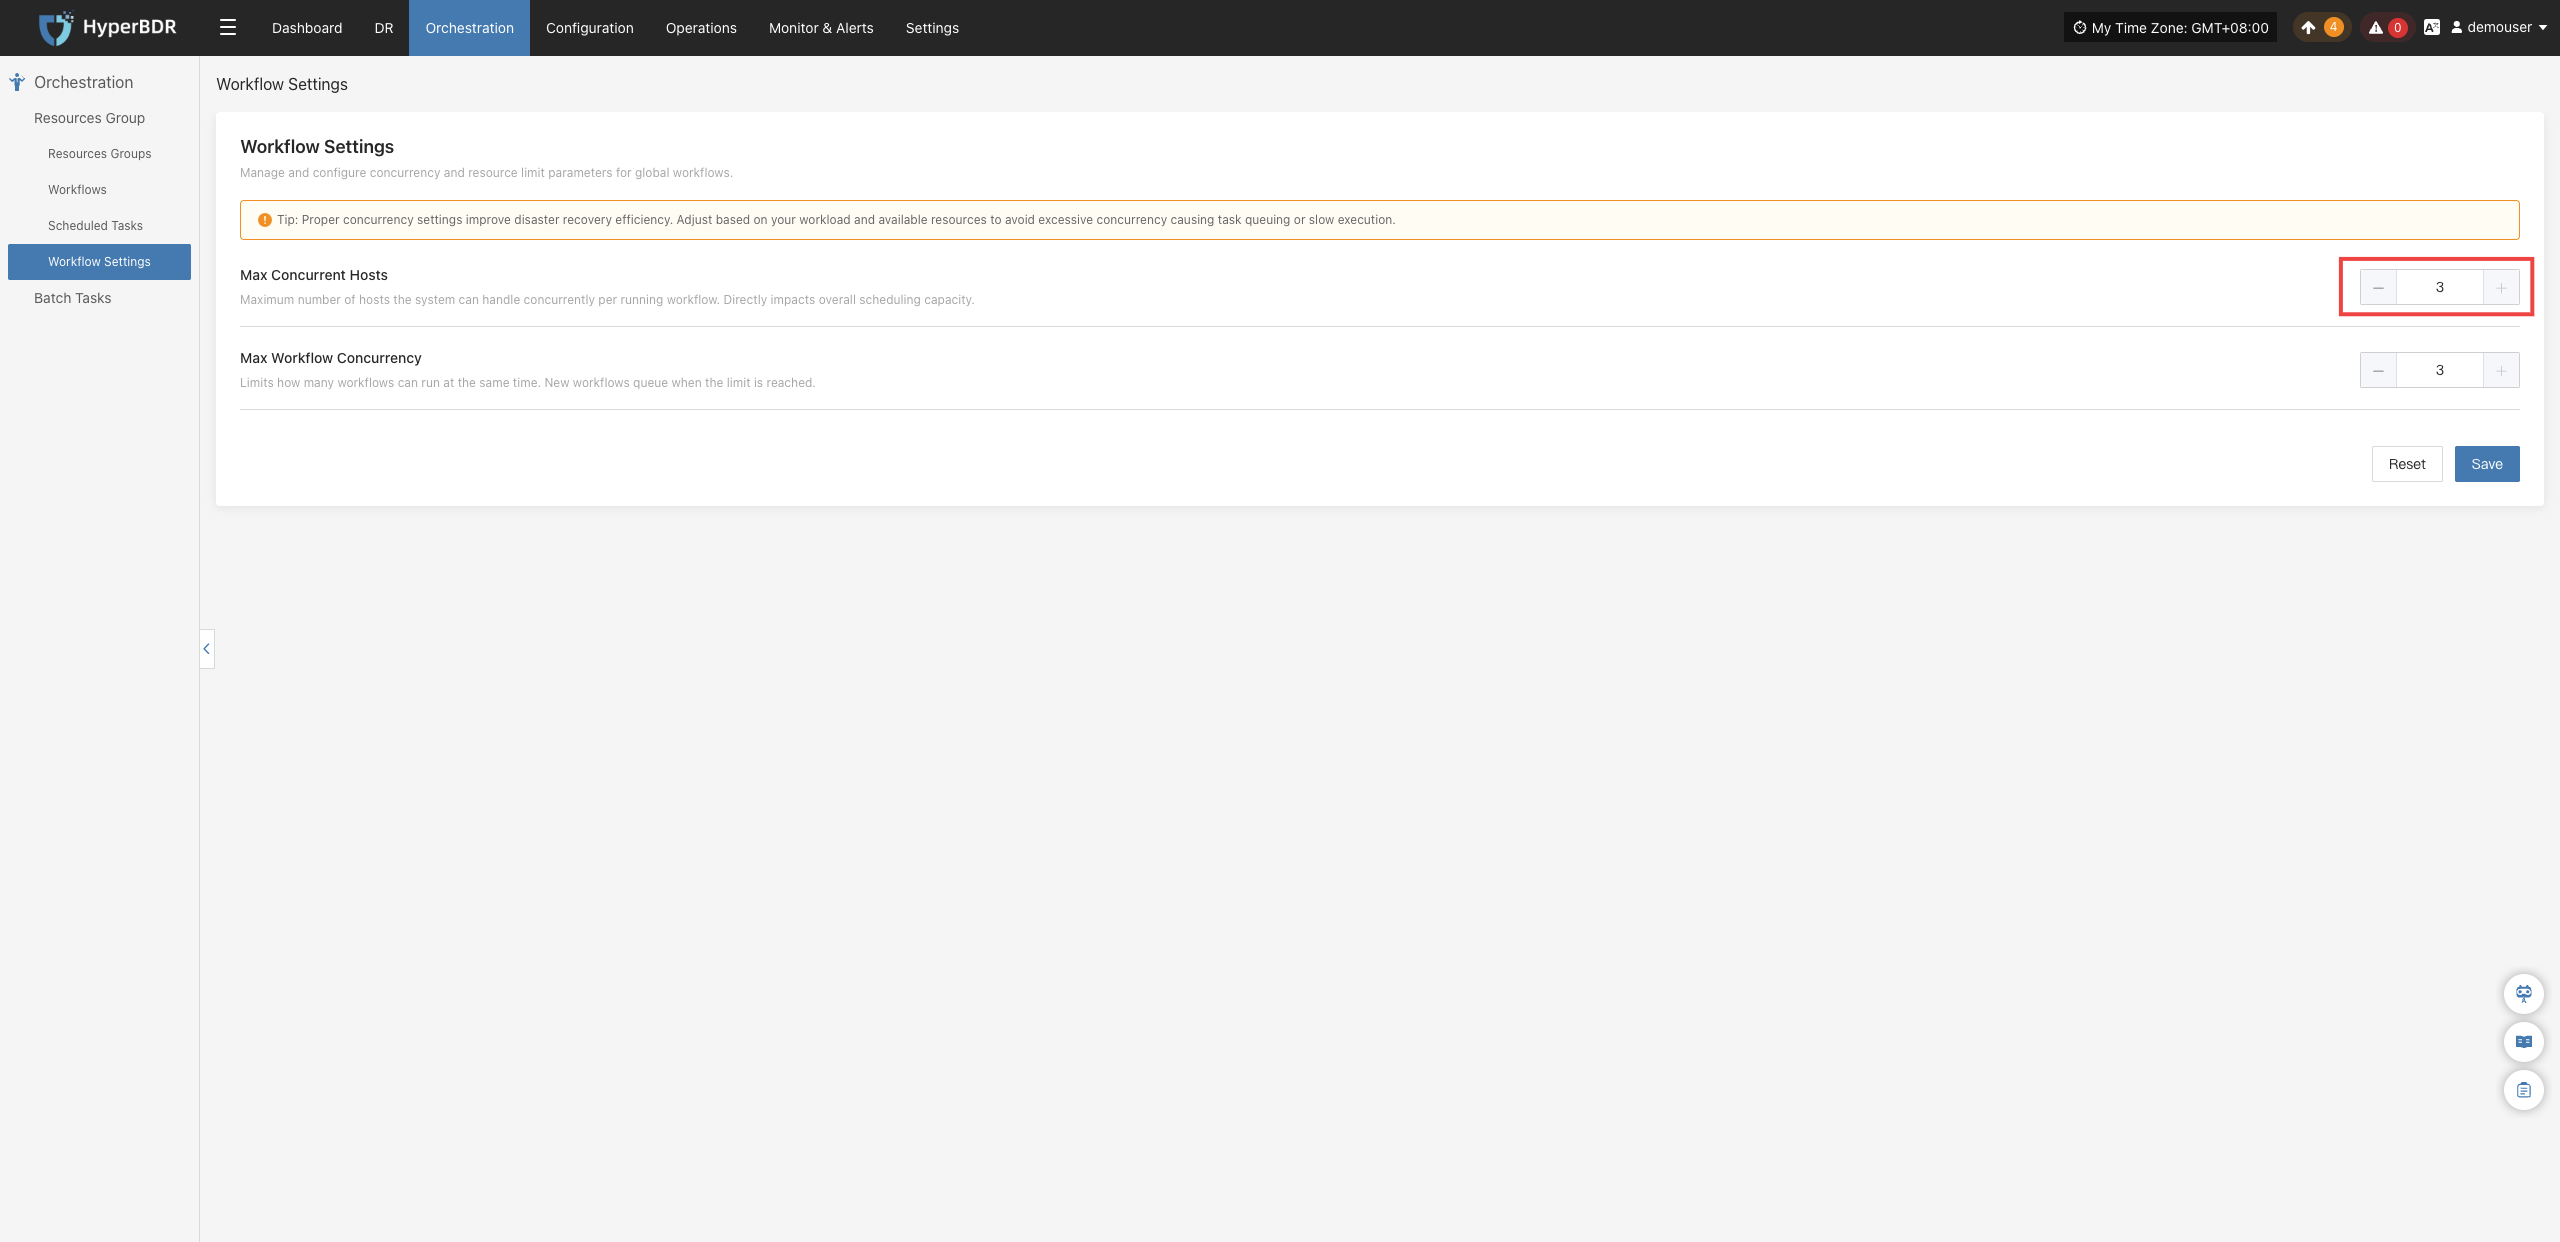 HyperBDR
Dashboard
DR
Orchestration
Configuration
Operations
Monitor & Alerts
Settings
My Time Zone: GMT+08:00
4
0
demouser
Orchestration
Resources Group
Resources Groups
Workflows
Scheduled Tasks
Workflow Settings
Batch Tasks
Workflow Settings
Workflow Settings
Manage and configure concurrency and resource limit parameters for global workflows.
Tip: Proper concurrency settings improve disaster recovery efficiency. Adjust based on your workload and available resources to avoid excessive concurrency causing task queuing or slow execution.
Max Concurrent Hosts
Maximum number of hosts the system can handle concurrently per running workflow. Directly impacts overall scheduling capacity.
3
Max Workflow Concurrency
Limits how many workflows can run at the same time. New workflows queue when the limit is reached.
3
Reset
Save